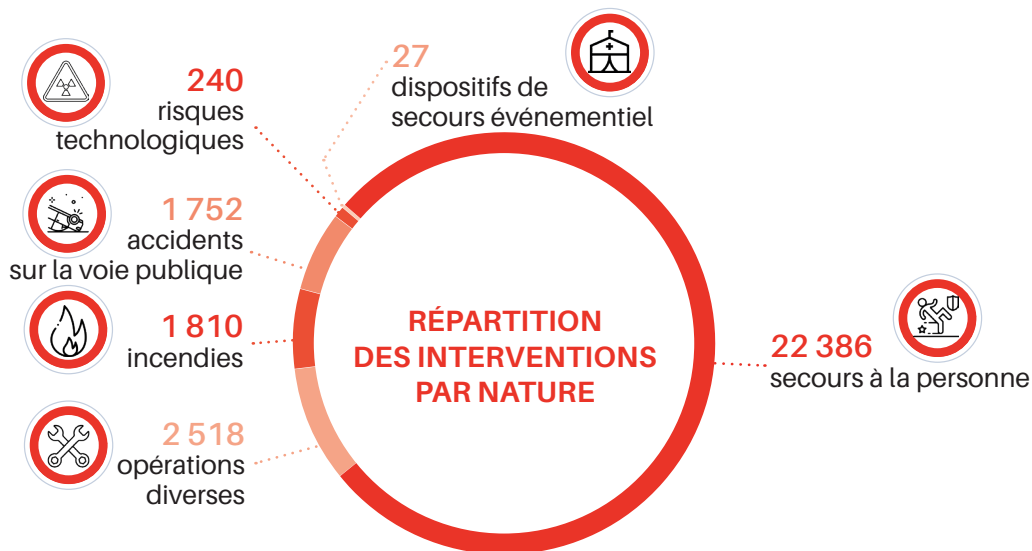 240
risques
technologiques
27
dispositifs de
secours événementiel
1 752
accidents
sur la voie publique
1 810
incendies
2 518
opérations
diverses
RÉPARTITION
DES INTERVENTIONS
PAR NATURE
22 386
secours à la personne